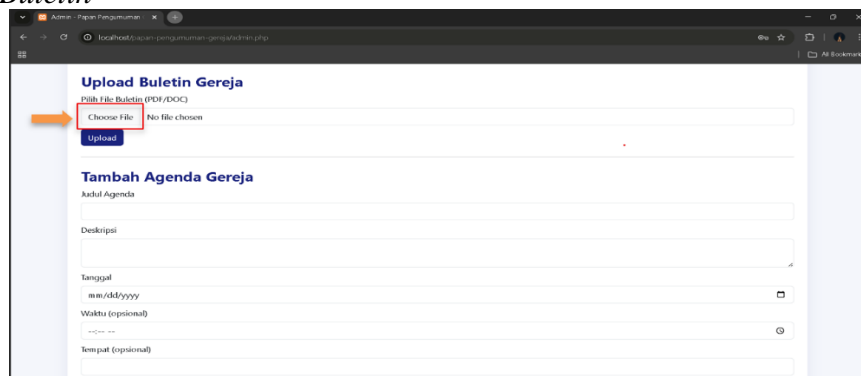 Buletin
Admin - Papan Pengumuman
localhost/papan-pengumuman-gereja/admin.php
All Bookmark
Upload Buletin Gereja
Pilih File Buletin (PDF/DOC)
Choose File No file chosen
Upload
Tambah Agenda Gereja
Judul Agenda
Deskripsi
Tanggal
mm/dd/yyyy
Waktu (opsional)
--:-- --
Tempat (opsional)